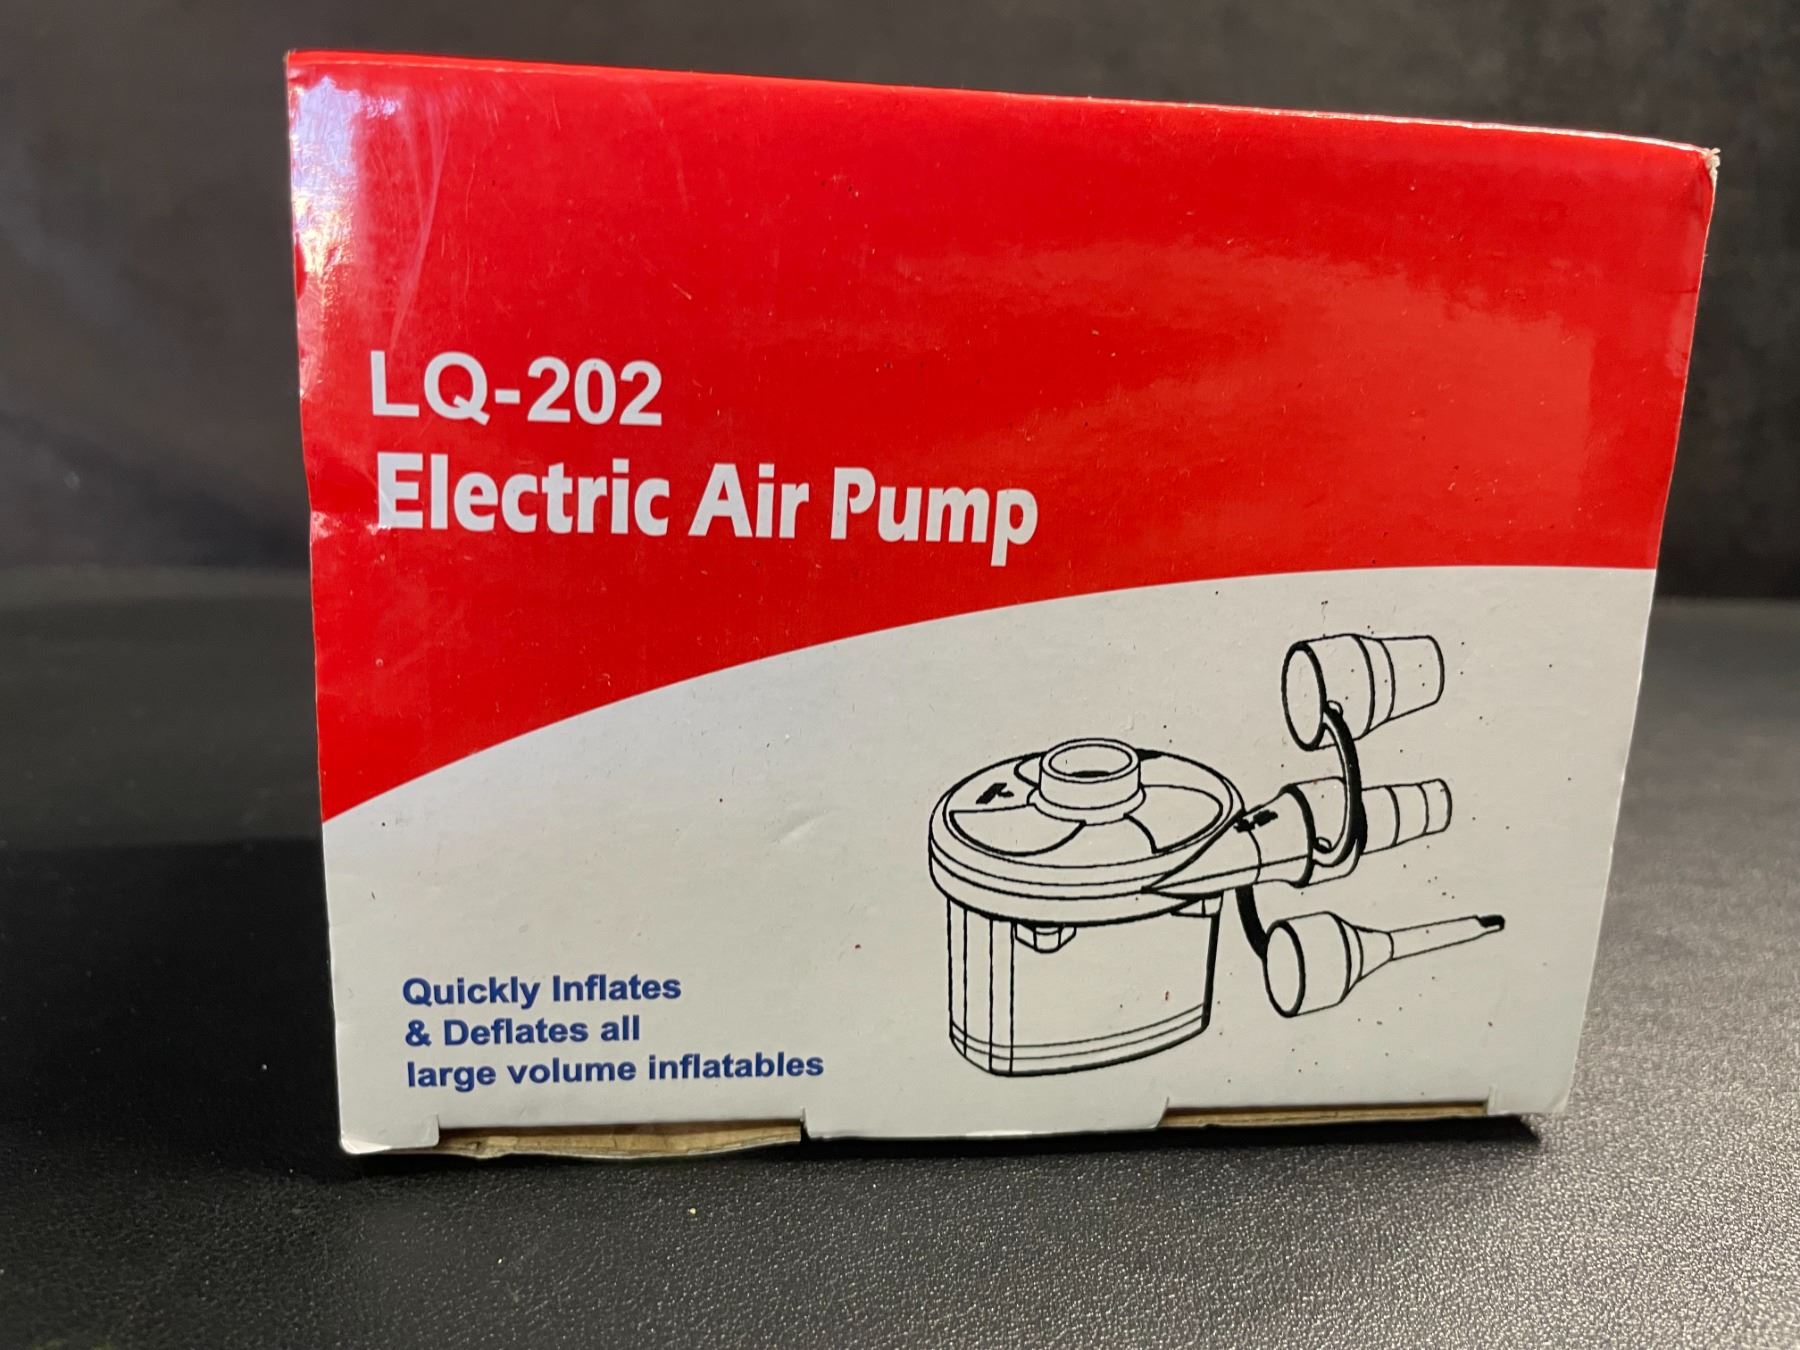 LQ-202
Electric Air Pump
Quickly Inflates
& Deflates all
large volume inflatables